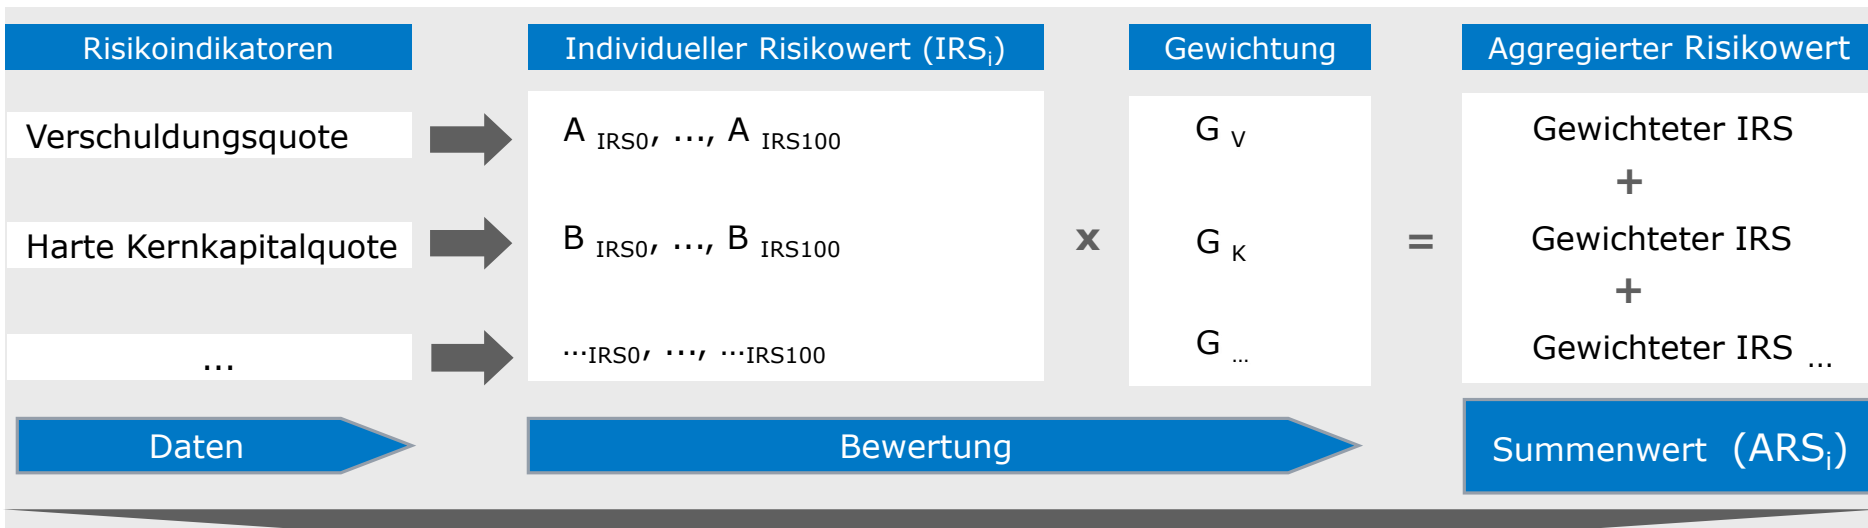 Risikoindikatoren Individueller Risikowert (IRSi) Gewichtung Aggregierter Risikowert
Verschuldungsquote A IRS0, ..., A IRS100 G V Gewichteter IRS
+
Harte Kernkapitalquote B IRS0, ..., B IRS100 x G K = Gewichteter IRS
+
... ...IRS0, ..., ...IRS100 G ... Gewichteter IRS ...
Daten Bewertung Summenwert (ARSi)